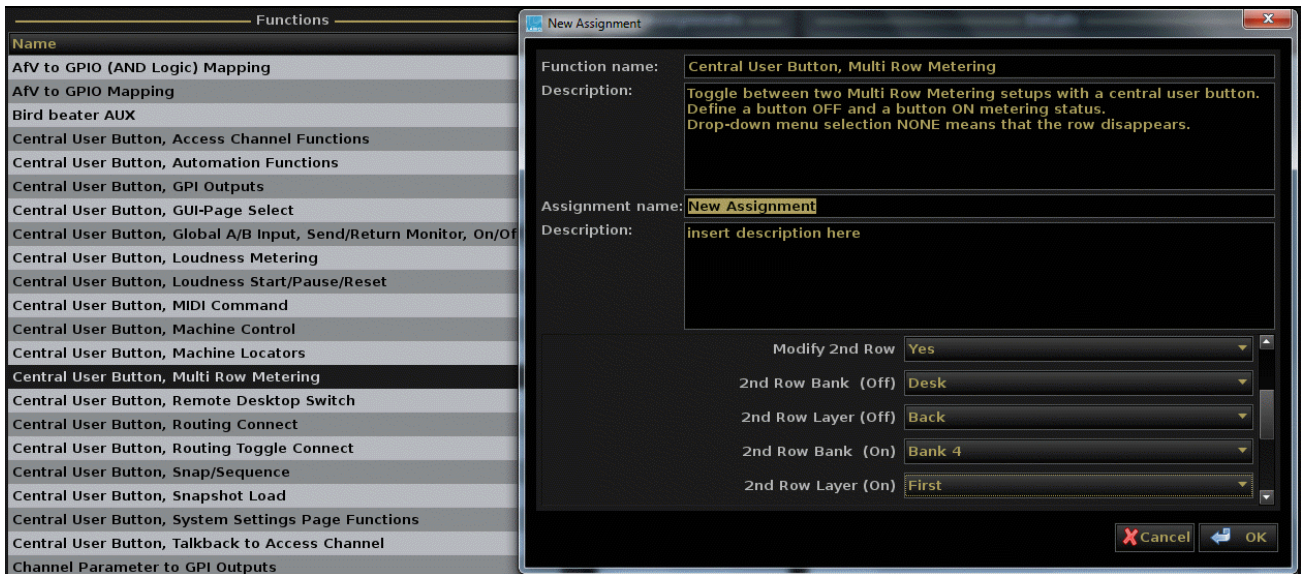 Functions
Name
AfV to GPIO (AND Logic) Mapping
AfV to GPIO Mapping
Bird beater AUX
Central User Button, Access Channel Functions
Central User Button, Automation Functions
Central User Button, GPI Outputs
Central User Button, GUI-Page Select
Central User Button, Global A/B Input, Send/Return Monitor, On/Of
Central User Button, Loudness Metering
Central User Button, Loudness Start/Pause/Reset
Central User Button, MIDI Command
Central User Button, Machine Control
Central User Button, Machine Locators
Central User Button, Multi Row Metering
Central User Button, Remote Desktop Switch
Central User Button, Routing Connect
Central User Button, Routing Toggle Connect
Central User Button, Snap/Sequence
Central User Button, Snapshot Load
Central User Button, System Settings Page Functions
Central User Button, Talkback to Access Channel
Channel Parameter to GPI Outputs
New Assignment
Function name: Central User Button, Multi Row Metering
Description: Toggle between two Multi Row Metering setups with a central user button.
Define a button OFF and a button ON metering status.
Drop-down menu selection NONE means that the row disappears.
Assignment name: New Assignment
Description: insert description here
Modify 2nd Row Yes
2nd Row Bank (Off) Desk
2nd Row Layer (Off) Back
2nd Row Bank (On) Bank 4
2nd Row Layer (On) First
Cancel OK